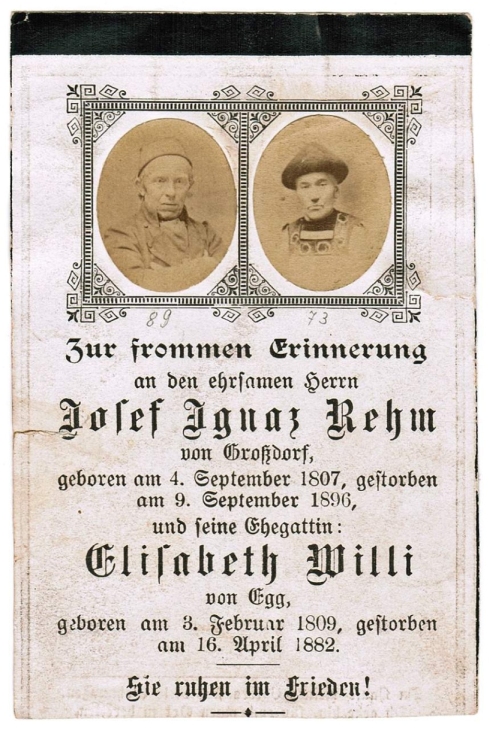 89
73
Zur frommen Erinnerung
an den ehrsamen Herrn
Josef Ignaz Rehm
von Großdorf,
geboren am 4. September 1807, gestorben
am 9. September 1896,
und seine Ehegattin:
Elisabeth Willi
von Egg,
geboren am 3. Februar 1809, gestorben
am 16. April 1882.
Sie ruhen im Frieden!